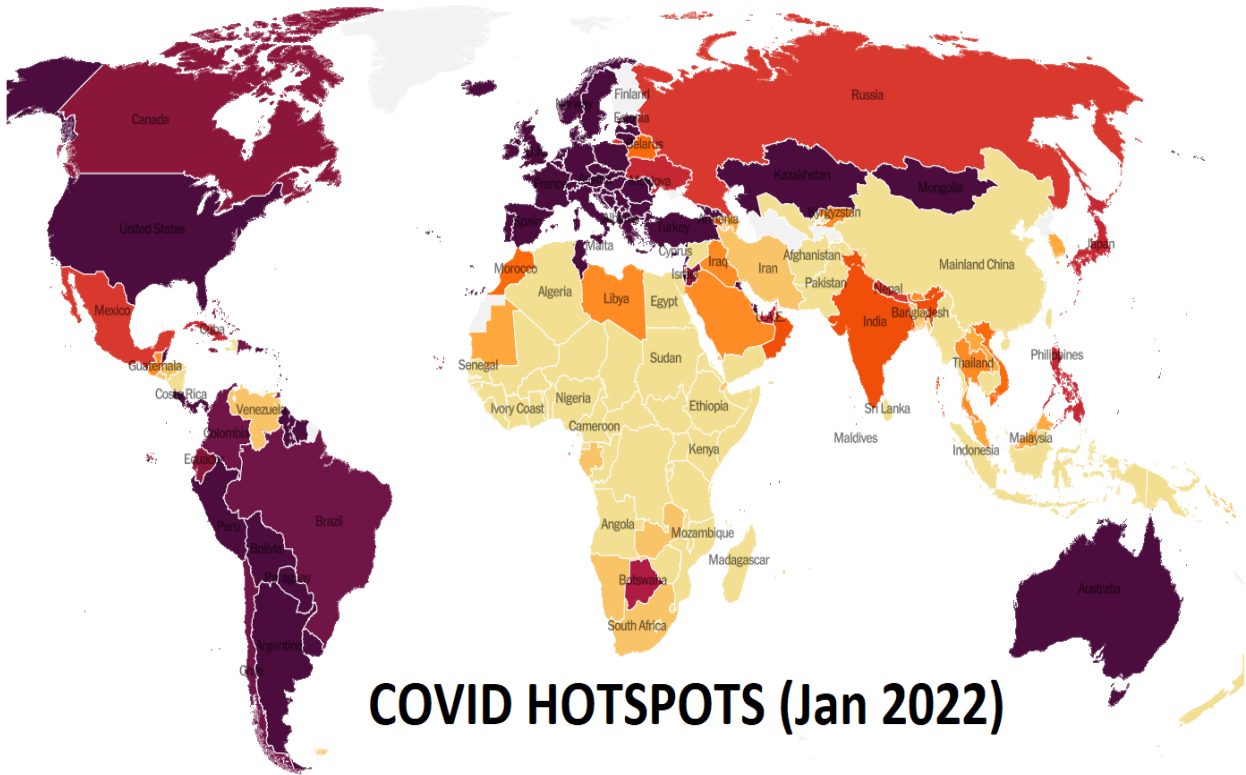 Finland
Norway
Estonia
Russia
Canada
Belarus
France
Moldova
Kazakhstan
Mongolia
United States
Spain
Turkey
Armenia
Kyrgyzstan
Malta
Cyprus
Japan
Morocco
Iraq
Iran
Afghanistan
Mainland China
Algeria
Libya
Egypt
Pakistan
Nepal
Mexico
Cuba
U.A.E.
India
Bangladesh
Guatemala
Senegal
Sudan
Thailand
Philippines
Costa Rica
Venezuela
Ivory Coast
Nigeria
Ethiopia
Sri Lanka
Colombia
Cameroon
Maldives
Malaysia
Kenya
Indonesia
Peru
Brazil
Angola
Mozambique
Bolivia
Madagascar
Paraguay
Botswana
Australia
South Africa
Argentina
COVID HOTSPOTS (Jan 2022)